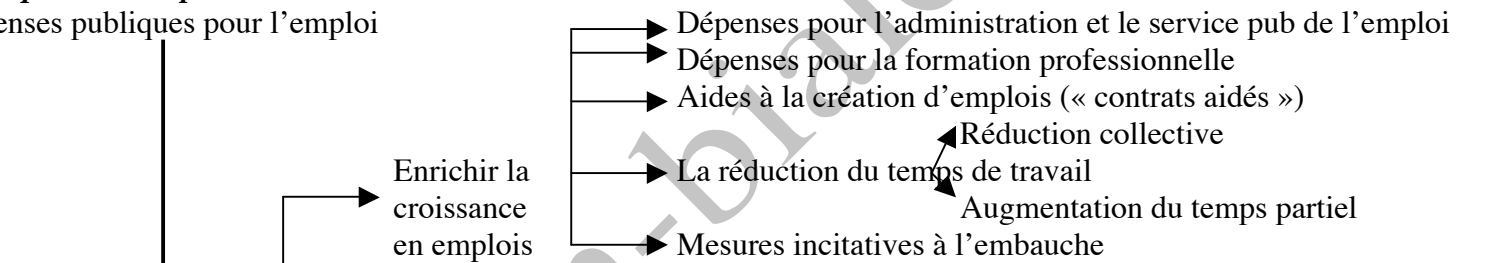 publiques pour l’emploi
Dépenses pour l’administration et le service pub de l’emploi
Dépenses pour la formation professionnelle
Aides à la création d’emplois (« contrats aidés »)
Réduction collective
Enrichir la
croissance
en emplois
La réduction du temps de travail
Augmentation du temps partiel
Mesures incitatives à l’embauche